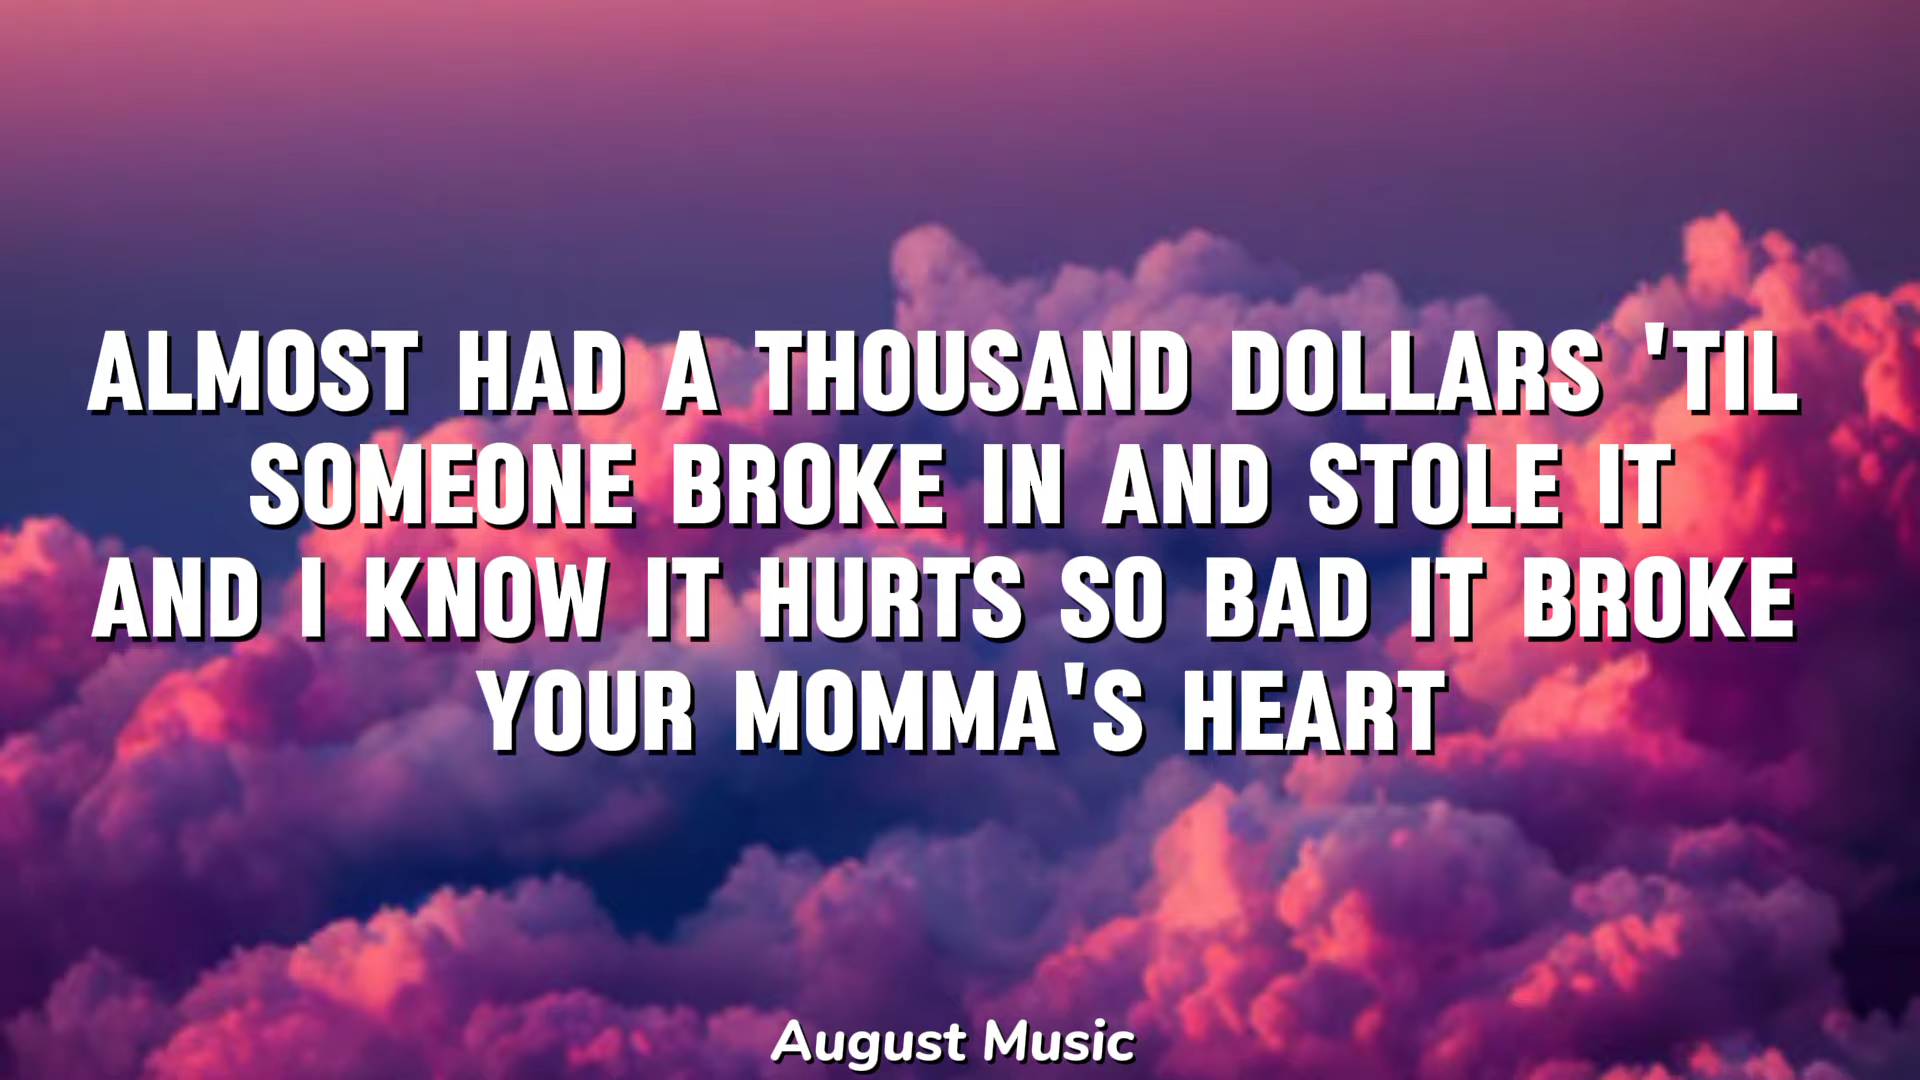 ALMOST HAD A THOUSAND DOLLARS 'TIL
SOMEONE BROKE IN AND STOLE IT
AND I KNOW IT HURTS SO BAD IT BROKE
YOUR MOMMA'S HEART
August Music